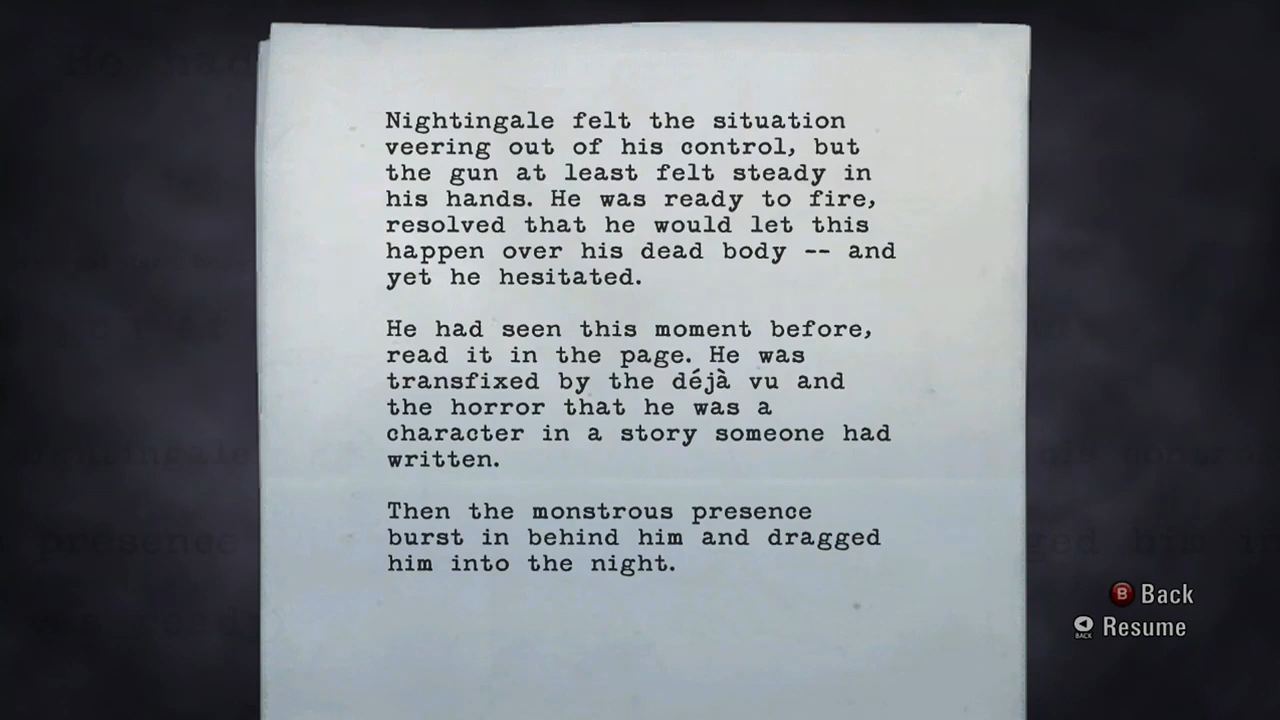 Nightingale felt the situation
veering out of his control, but
the gun at least felt steady in
his hands. He was ready to fire,
resolved that he would let this
happen over his dead body -- and
yet he hesitated.
He had seen this moment before,
read it in the page. He was
transfixed by the déjà vu and
the horror that he was a
character in a story someone had
written.
Then the monstrous presence
burst in behind him and dragged
him into the night.
B Back
BACK Resume